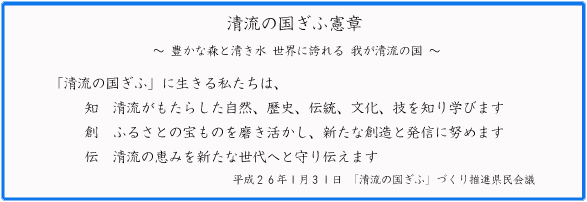 清流の国ぎふ憲章
～ 豊かな森と清き水 世界に誇れる 我が清流の国 ～
「清流の国ぎふ」に生きる私たちは、
知　清流がもたらした自然、歴史、伝統、文化、技を知り学びます
創　ふるさとの宝ものを磨き活かし、新たな創造と発信に努めます
伝　清流の恵みを新たな世代へと守り伝えます
平成２６年１月３１日 「清流の国ぎふ」づくり推進県民会議